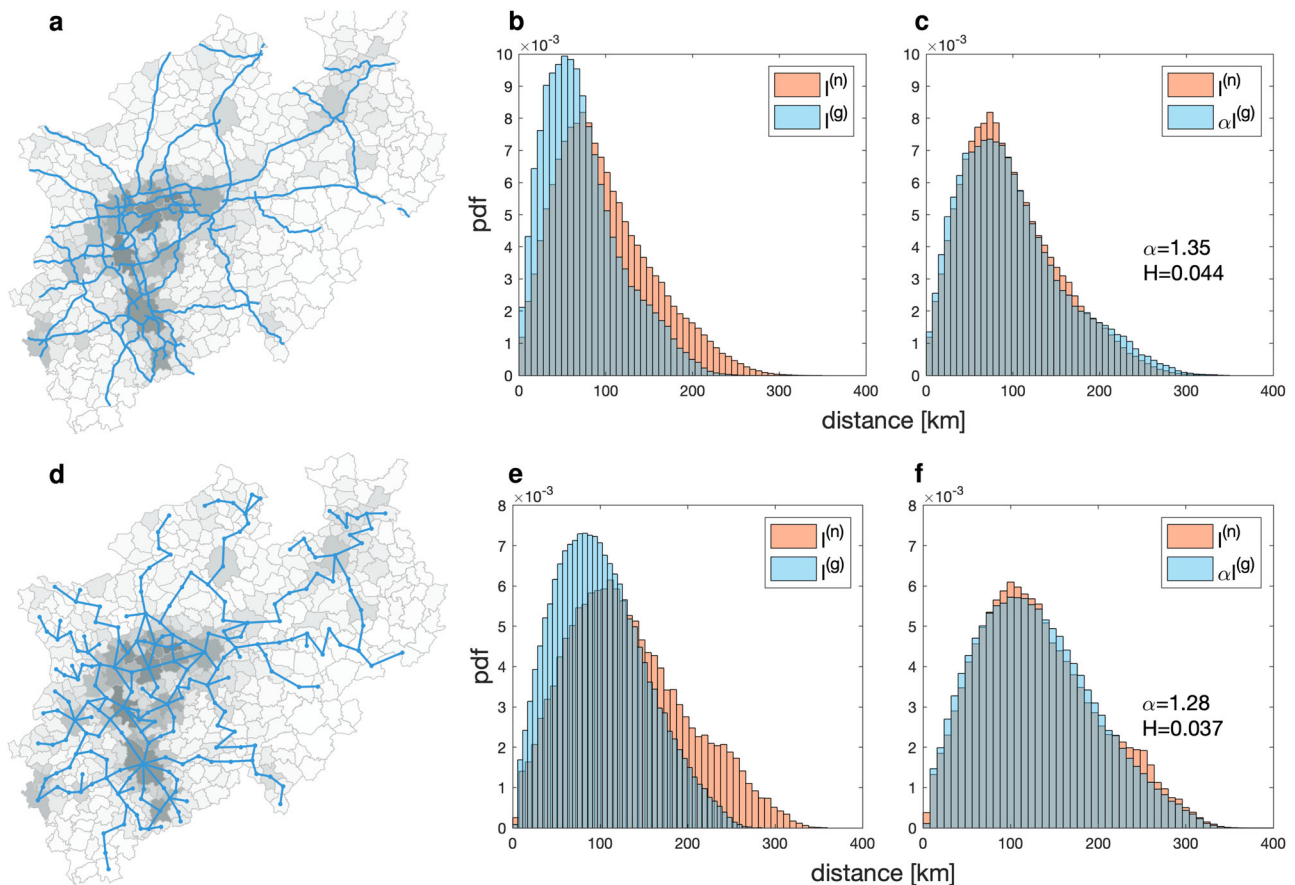 a
b
×10⁻³
10
9
8
7
6
5
4
3
2
1
0
pdf
0
100
200
300
400
l⁽ⁿ⁾
l⁽ᵍ⁾
c
×10⁻³
10
9
8
7
6
5
4
3
2
1
0
0
100
200
300
400
l⁽ⁿ⁾
αl⁽ᵍ⁾
α=1.35
H=0.044
distance [km]
d
e
×10⁻³
8
7
6
5
4
3
2
1
0
pdf
0
100
200
300
400
l⁽ⁿ⁾
l⁽ᵍ⁾
f
×10⁻³
8
7
6
5
4
3
2
1
0
0
100
200
300
400
l⁽ⁿ⁾
αl⁽ᵍ⁾
α=1.28
H=0.037
distance [km]